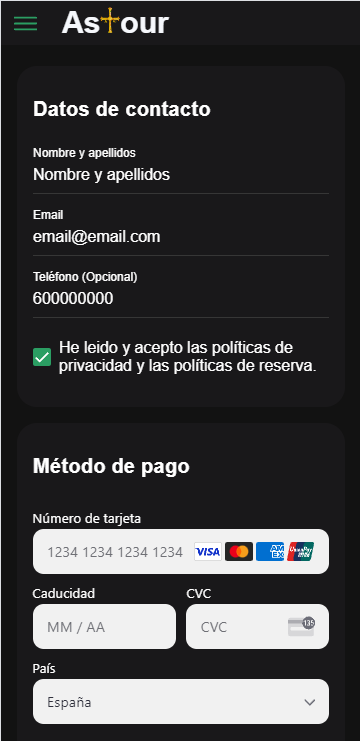 Astour
Datos de contacto
Nombre y apellidos
Nombre y apellidos
Email
email@email.com
Teléfono (Opcional)
600000000
He leido y acepto las políticas de
privacidad y las políticas de reserva.
Método de pago
Número de tarjeta
1234 1234 1234 1234 VISA AMEX UnionPay
Caducidad CVC
MM / AA CVC 135
País
España